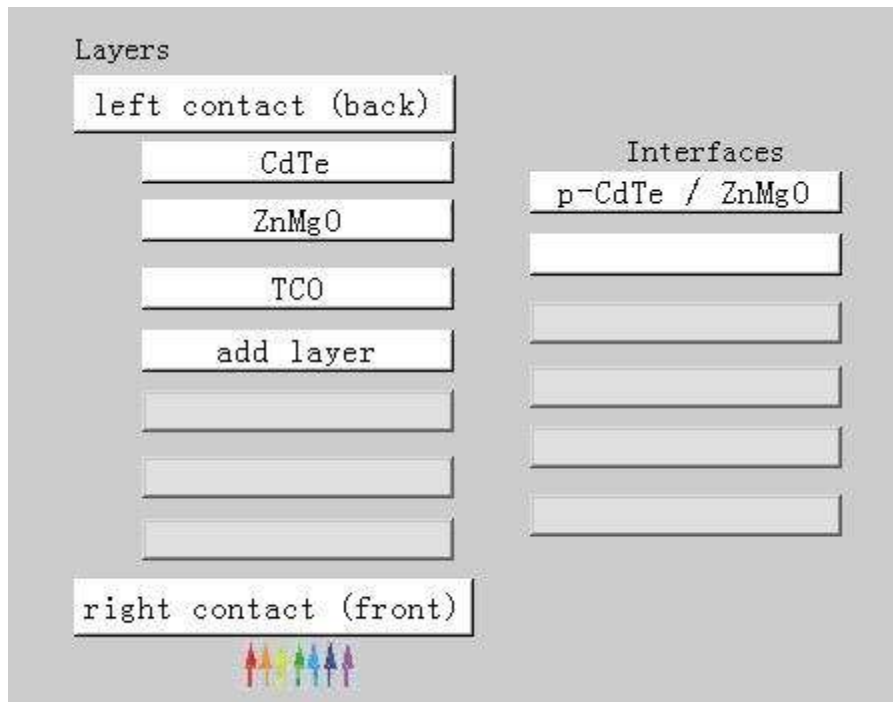 Layers
left contact (back)
CdTe
ZnMgO
TCO
add layer
right contact (front)
Interfaces
p-CdTe / ZnMgO